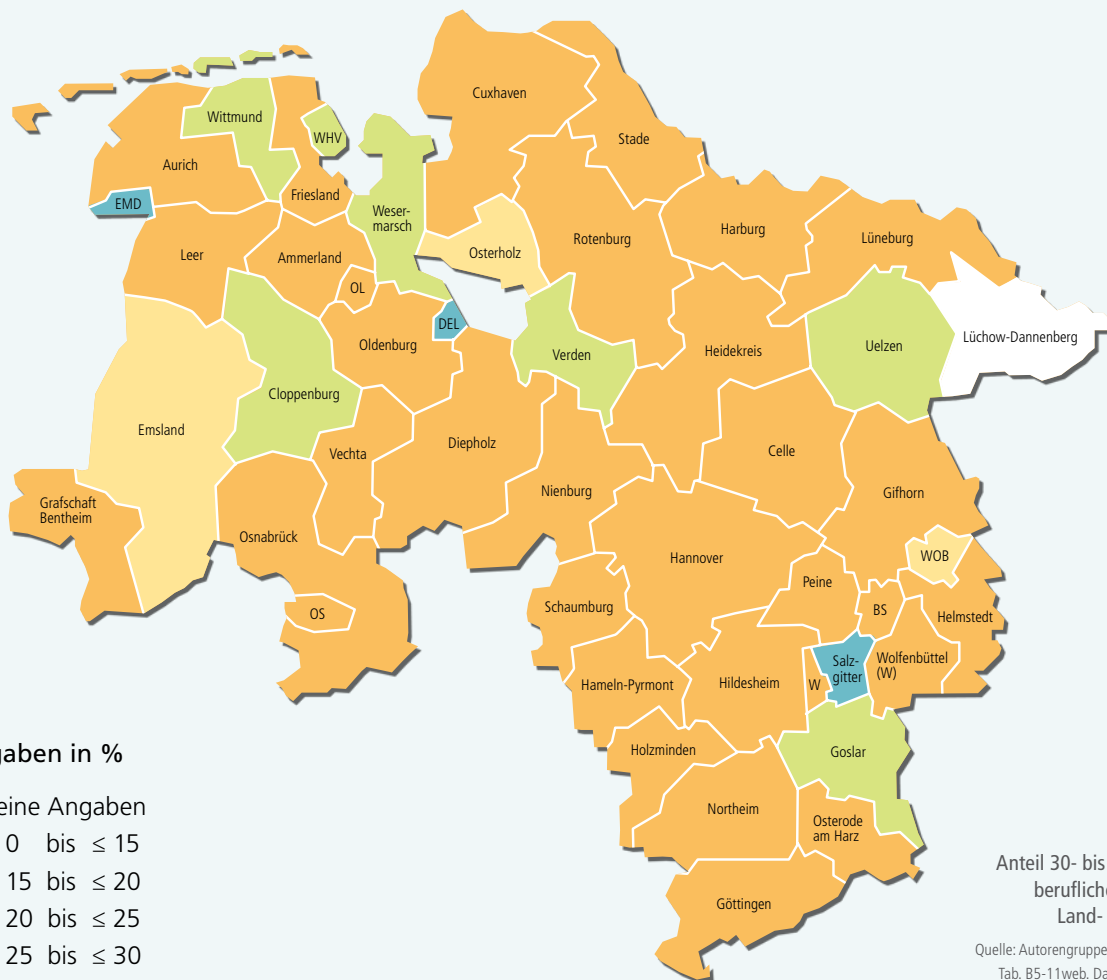 Cuxhaven
Stade
Wittmund
WHV
Aurich
Friesland
EMD
Weser-
marsch
Harburg
Rotenburg
Lüneburg
Leer
Ammerland
Osterholz
OL
DEL
Lüchow-Dannenberg
Oldenburg
Verden
Heidekreis
Uelzen
Cloppenburg
Emsland
Vechta
Diepholz
Celle
Nienburg
Gifhorn
Grafschaft
Bentheim
Osnabrück
Hannover
WOB
Peine
Schaumburg
OS
BS
Helmstedt
Salz-
gitter
Wolfenbüttel
(W)
W
Hameln-Pyrmont
Hildesheim
Holzminden
Goslar
Northeim
Osterode
am Harz
Göttingen
gaben in %
eine Angaben
0 bis ≤ 15
15 bis ≤ 20
20 bis ≤ 25
25 bis ≤ 30
Anteil 30- bis
berufliche
Land-
Quelle: Autorengruppe
Tab. B5-11web. Da